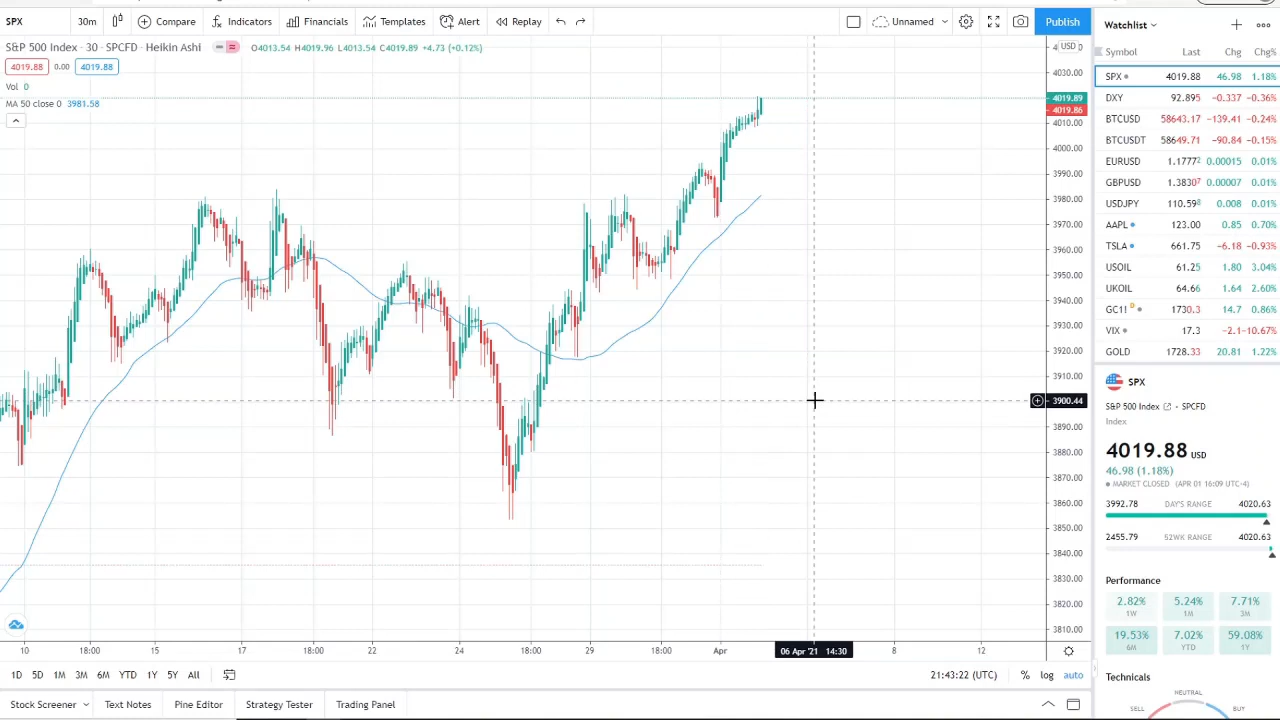 SPX 30m Compare Indicators Financials Templates Alert Replay Unnamed Publish
S&P 500 Index · 30 · SPCFD · Heikin Ashi O4013.54 H4019.96 L4013.54 C4019.89 +4.73 (+0.12%)
4019.88 0.00 4019.88
Vol 0
MA 50 close 0 3981.58
USD
4030.00
4019.89
4019.86
4010.00
4000.00
3990.00
3980.00
3970.00
3960.00
3950.00
3940.00
3930.00
3920.00
3910.00
3900.44
3890.00
3880.00
3870.00
3860.00
3850.00
3840.00
3830.00
3820.00
3810.00
10 18:00 15 17 18:00 22 24 18:00 29 18:00 Apr 06 Apr '21 14:30 8 12
1D 5D 1M 3M 6M YTD 1Y 5Y All 21:43:22 (UTC) % log auto
Stock Screener Text Notes Pine Editor Strategy Tester Trading Panel
Watchlist
Symbol Last Chg Chg%
SPX 4019.88 46.98 1.18%
DXY 92.895 −0.337 −0.36%
BTCUSD 58643.17 −139.41 −0.24%
BTCUSDT 58649.71 −90.84 −0.15%
EURUSD 1.17772 0.00015 0.01%
GBPUSD 1.38307 0.00007 0.01%
USDJPY 110.598 0.008 0.01%
AAPL 123.00 0.85 0.70%
TSLA 661.75 −6.18 −0.93%
USOIL 61.25 1.80 3.04%
UKOIL 64.66 1.64 2.60%
GC1! D 1730.3 14.7 0.86%
VIX 17.3 −2.1 −10.67%
GOLD 1728.33 20.81 1.22%
SPX
S&P 500 Index · SPCFD
Index
4019.88 USD
46.98 (1.18%)
MARKET CLOSED (APR 01 16:09 UTC-4)
3992.78 DAY'S RANGE 4020.63
2455.79 52WK RANGE 4020.63
Performance
2.82% 5.24% 7.71%
1W 1M 3M
19.53% 7.02% 59.08%
6M YTD 1Y
Technicals
NEUTRAL
SELL BUY